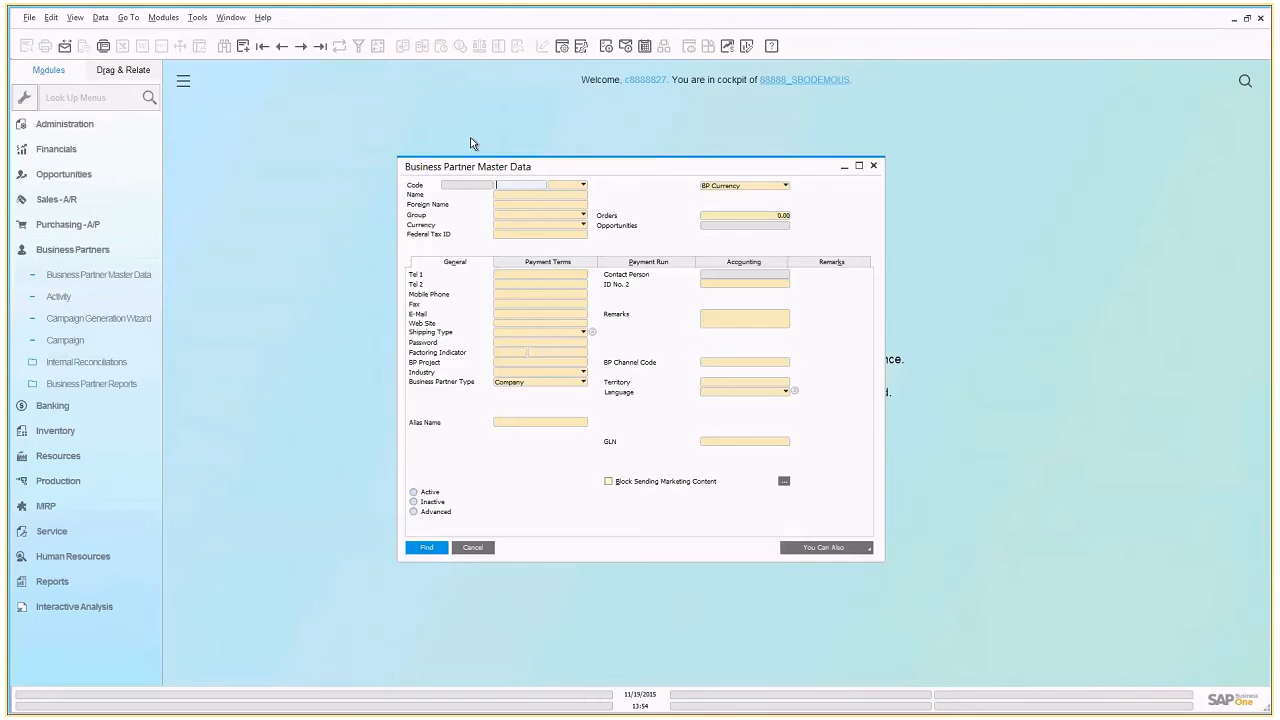 File Edit View Data Go To Modules Tools Window Help
Modules Drag & Relate
Welcome, c8888827. You are in cockpit of 88888_SBODEMOUS.
Look Up Menus
Administration
Financials
Opportunities
Sales - A/R
Purchasing - A/P
Business Partners
Business Partner Master Data
Activity
Campaign Generation Wizard
Campaign
Internal Reconciliations
Business Partner Reports
Banking
Inventory
Resources
Production
MRP
Service
Human Resources
Reports
Interactive Analysis
Business Partner Master Data
Code BP Currency
Name
Foreign Name
Group Orders 0.00
Currency Opportunities
Federal Tax ID
General Payment Terms Payment Run Accounting Remarks
Tel 1 Contact Person
Tel 2 ID No. 2
Mobile Phone
Fax
E-Mail Remarks
Web Site
Shipping Type
Password
Factoring Indicator
BP Project BP Channel Code
Industry
Business Partner Type Company Territory
Language
Alias Name
GLN
Block Sending Marketing Content ...
Active
Inactive
Advanced
Find Cancel You Can Also
nce.
d.
11/19/2015
13:54
SAP Business One